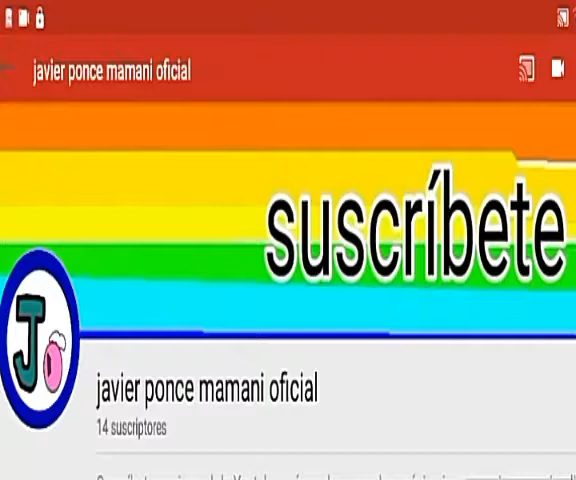 javier ponce mamani oficial
suscríbete
J
javier ponce mamani oficial
14 suscriptores